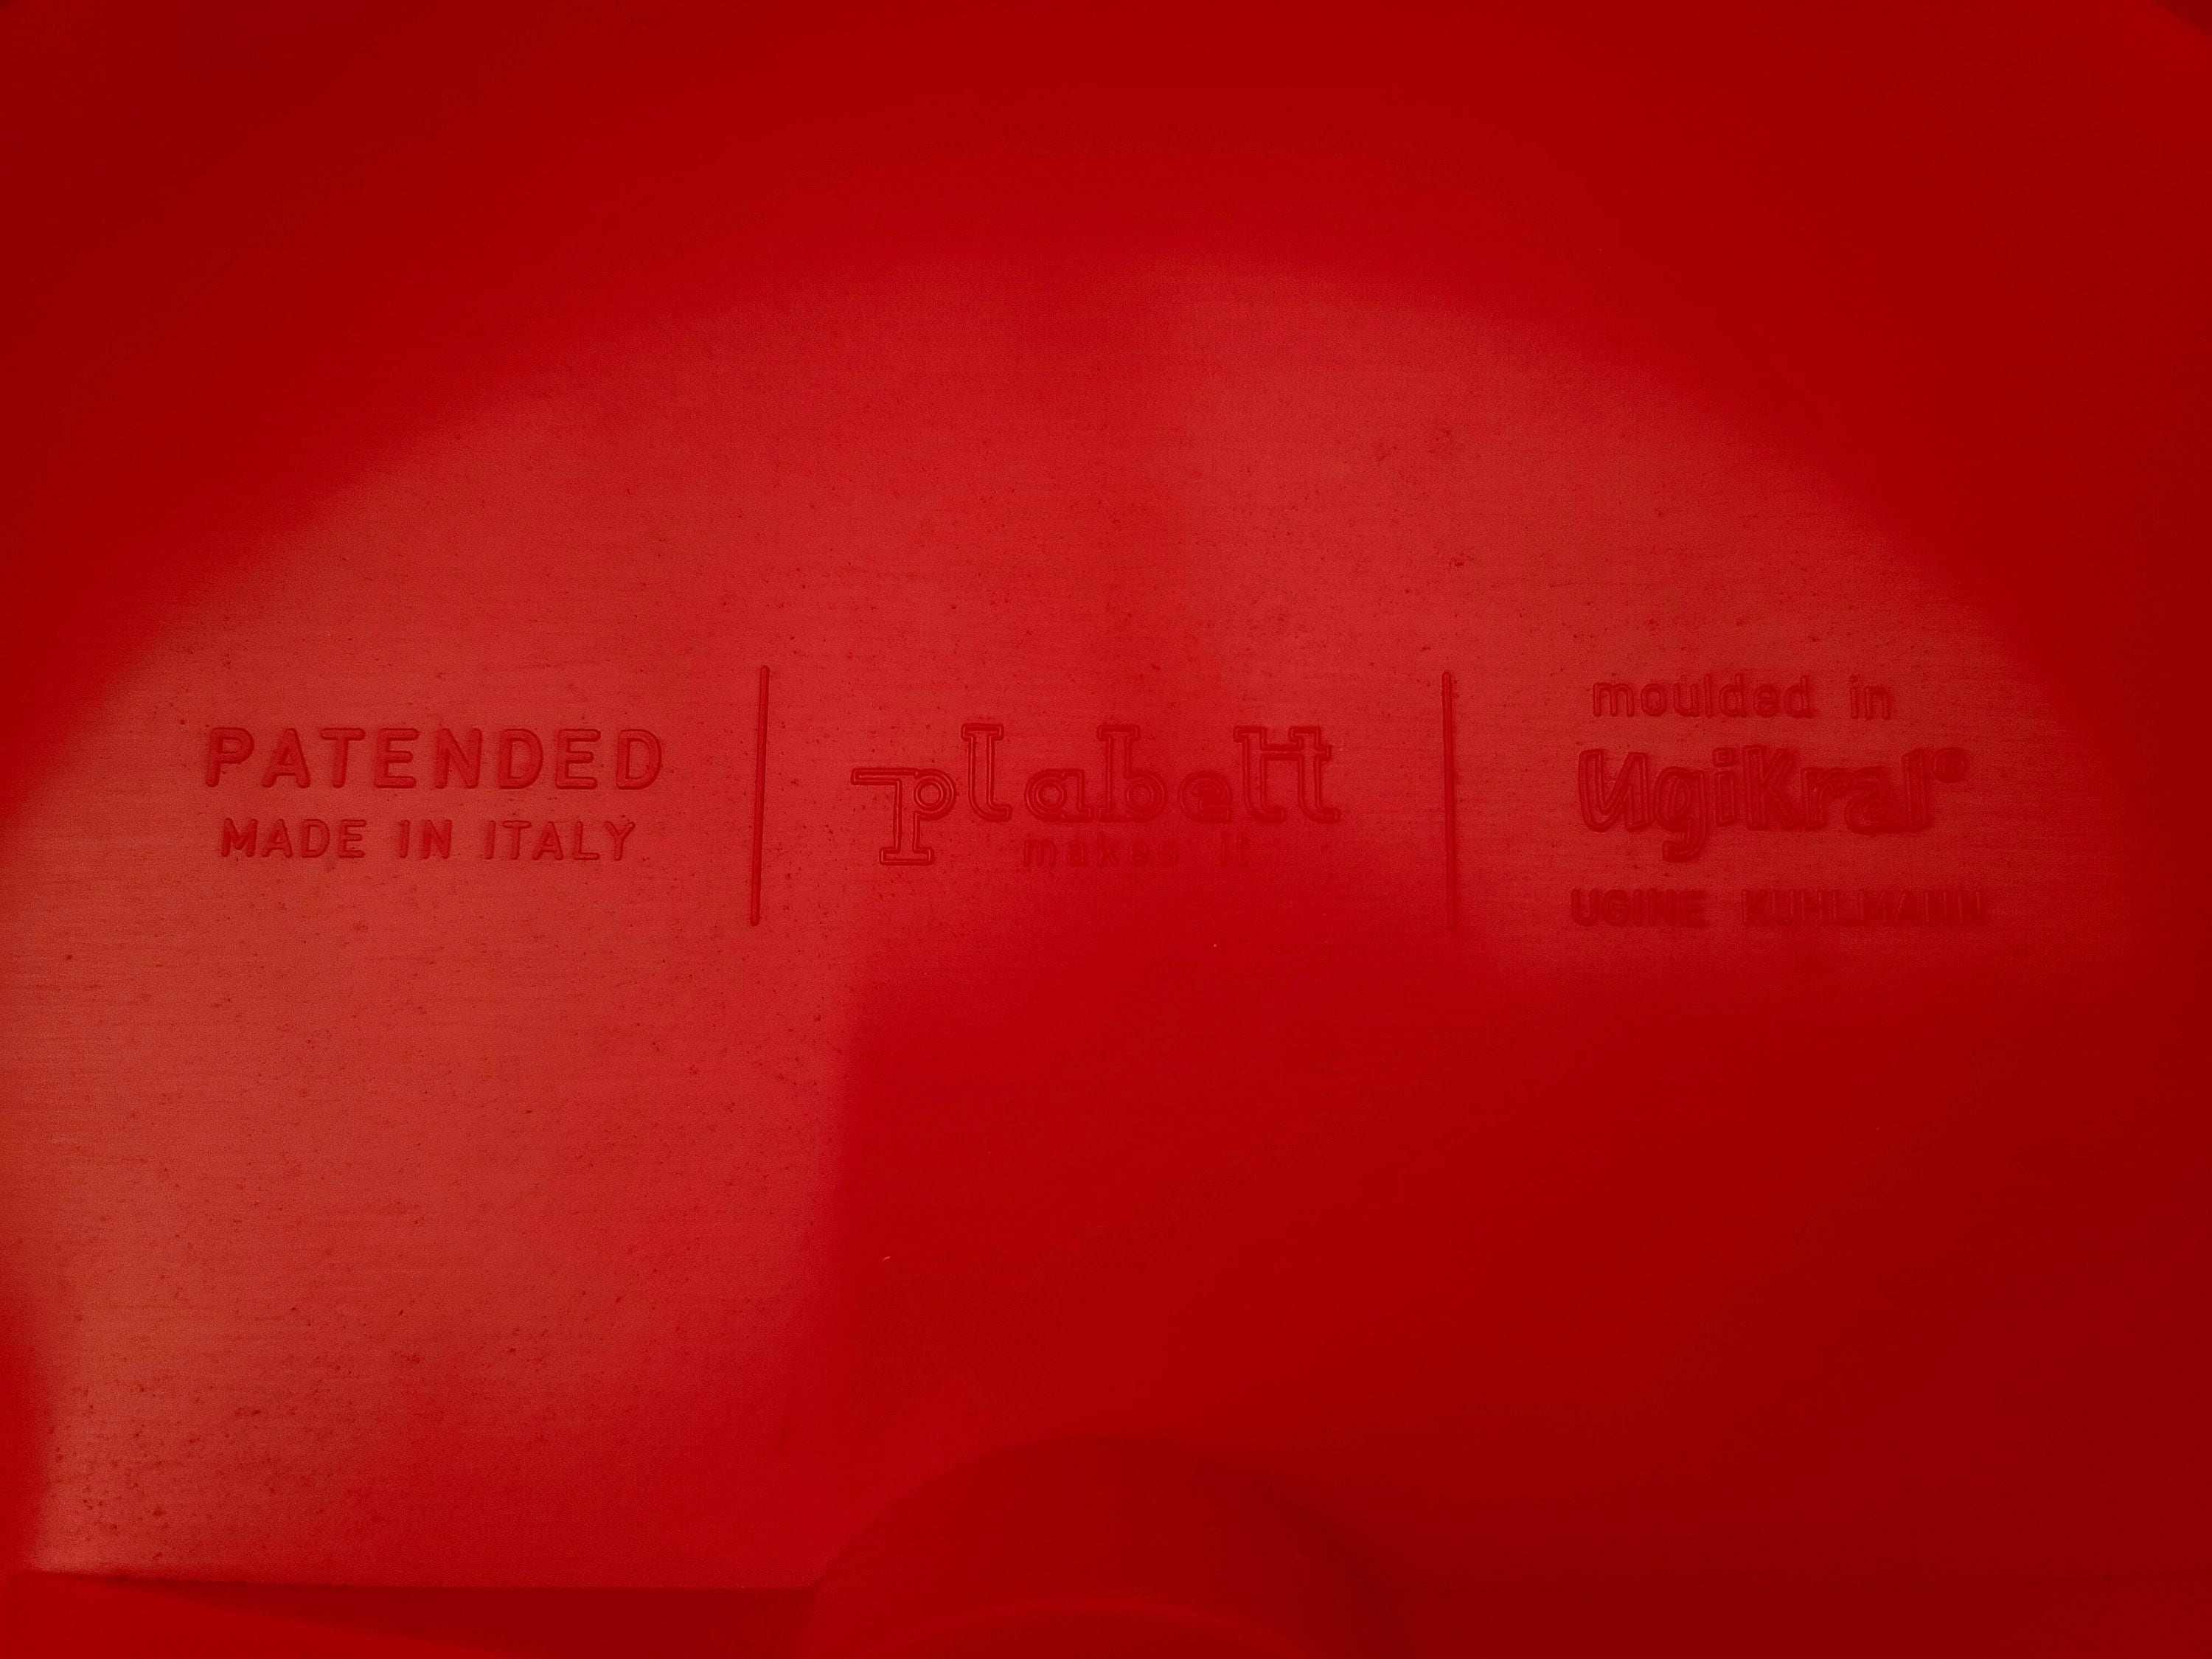 PATENDED
MADE IN ITALY
plabett
makes it
moulded in
UgiKral®
UGINE KUHLMANN